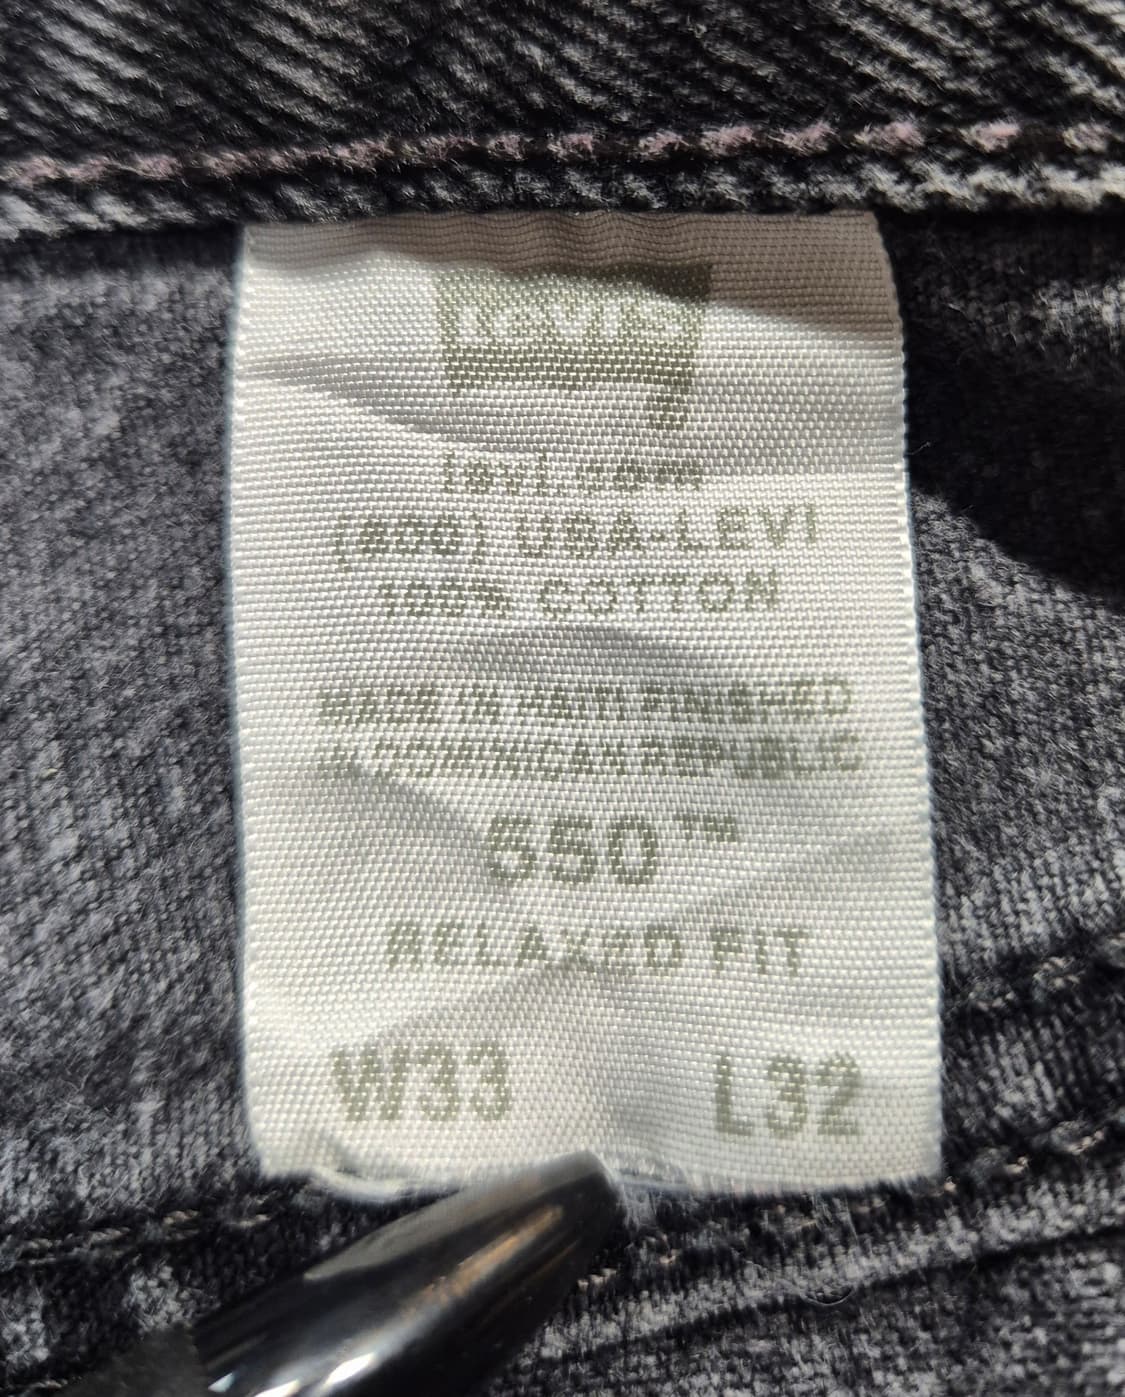 Levi's
levi.com
(800) USA-LEVI
100% COTTON
MADE IN HAITI FINISHED
IN DOMINICAN REPUBLIC
550™
RELAXED FIT
W33 L32